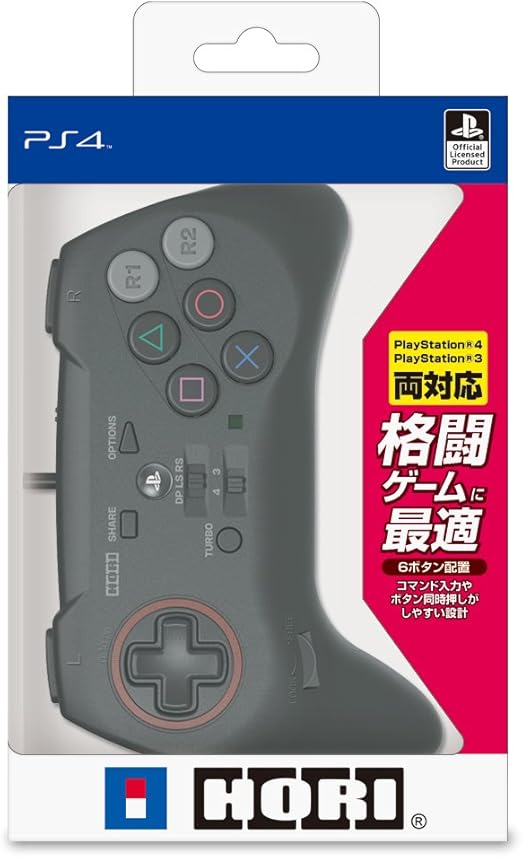 PS4™
PlayStation
Official
Licensed
Product
R2
R1
R
PlayStation®4
PlayStation®3
両対応
格闘
ゲームに
最適
6ボタン配置
コマンド入力や
ボタン同時押しが
しやすい設計
OPTIONS
DP LS RS
4 3
SHARE
TURBO
HORI
L
HORI®